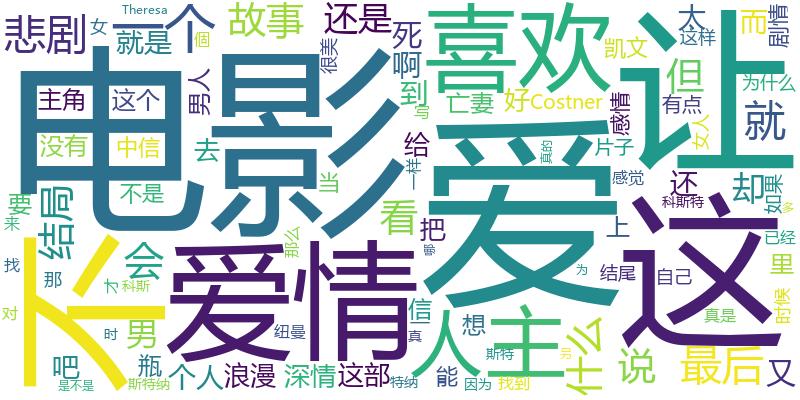 悲剧
女
Theresa
一个
就是
故事
个
还是
很美
死
啊
喜欢
让
太
这样
而
剧情
电影
主角
这个
男人
没有
中信
不是
去
到
亡妻
好
Costner
凯文
但
有点
为什么
就
感情
女人
给
写
一样
当
片子
真的
感觉
爱
还
却
如果
科斯特
要
来
结局
不
会
爱情
那么
看
把
上
这
多
已经
里
找
那
才
科斯
对
时
男
纽曼
信
真
想
人
主
结尾
自己
为
真是
时候
吧
瓶
是不是
斯特纳
个人
浪漫
深情
这部
特纳
能
斯特
因为
找到
另
什么
说
最后
又